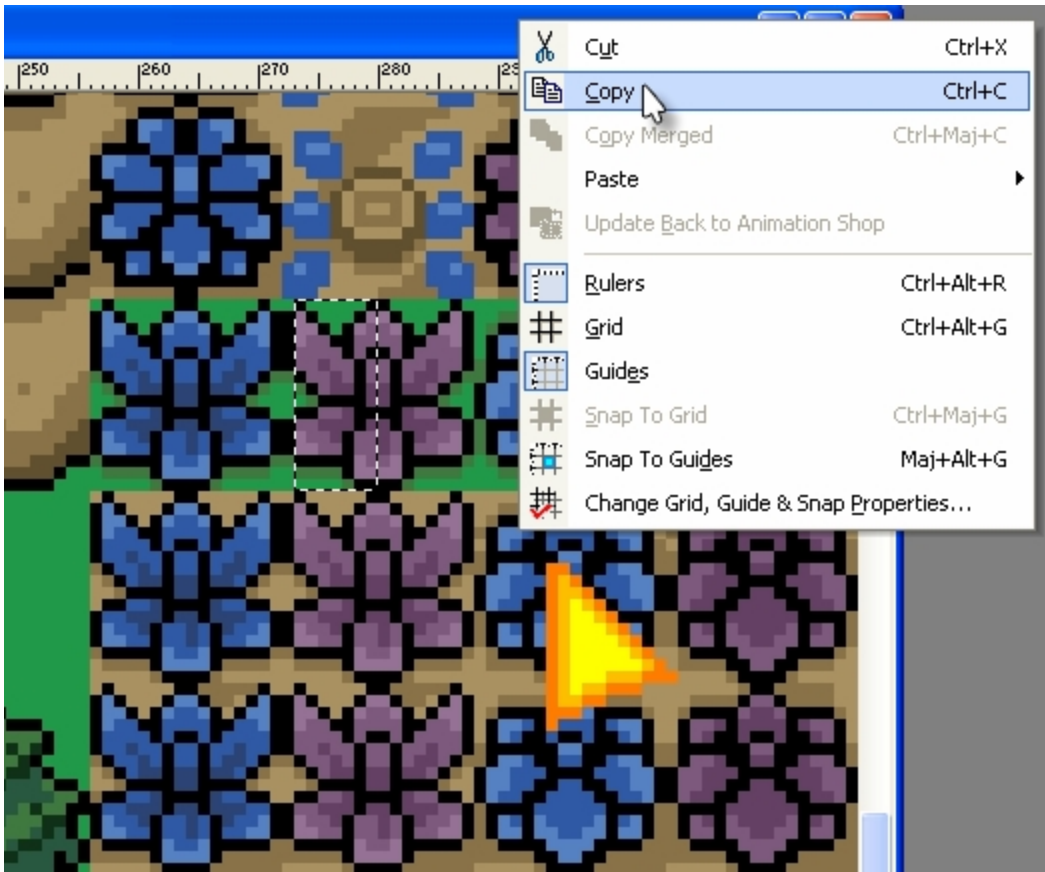 250 260 270 280
Cut Ctrl+X
Copy Ctrl+C
Copy Merged Ctrl+Maj+C
Paste
Update Back to Animation Shop
Rulers Ctrl+Alt+R
Grid Ctrl+Alt+G
Guides
Snap To Grid Ctrl+Maj+G
Snap To Guides Maj+Alt+G
Change Grid, Guide & Snap Properties...